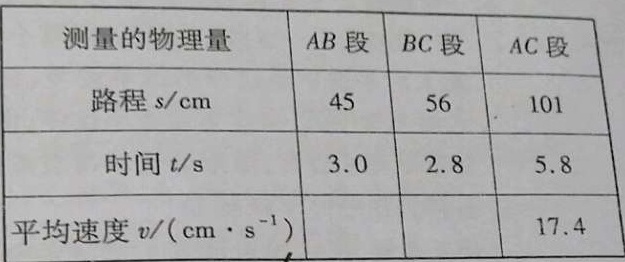 测量的物理量 AB 段 BC 段 AC 段
路程 s/cm 45 56 101
时间 t/s 3.0 2.8 5.8
平均速度 v/(cm·s⁻¹) 17.4